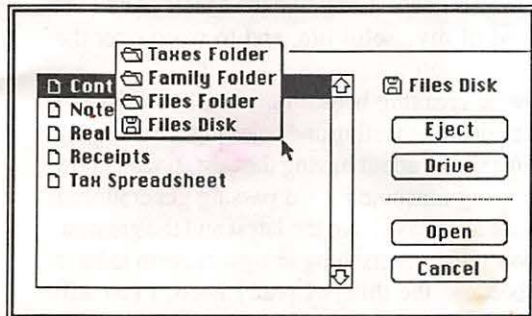 Taxes Folder
Family Folder
Files Folder
Files Disk
Cont
Note
Real
Receipts
Tax Spreadsheet
Files Disk
Eject
Drive
Open
Cancel